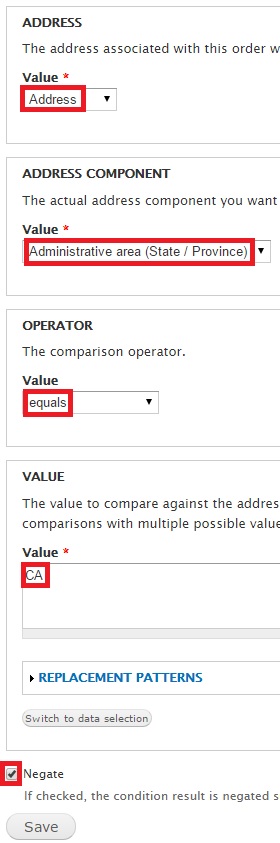 ADDRESS
The address associated with this order w
Value *
Address
ADDRESS COMPONENT
The actual address component you want
Value *
Administrative area (State / Province)
OPERATOR
The comparison operator.
Value
equals
VALUE
The value to compare against the addres
comparisons with multiple possible value
Value *
CA
REPLACEMENT PATTERNS
Switch to data selection
Negate
If checked, the condition result is negated s
Save